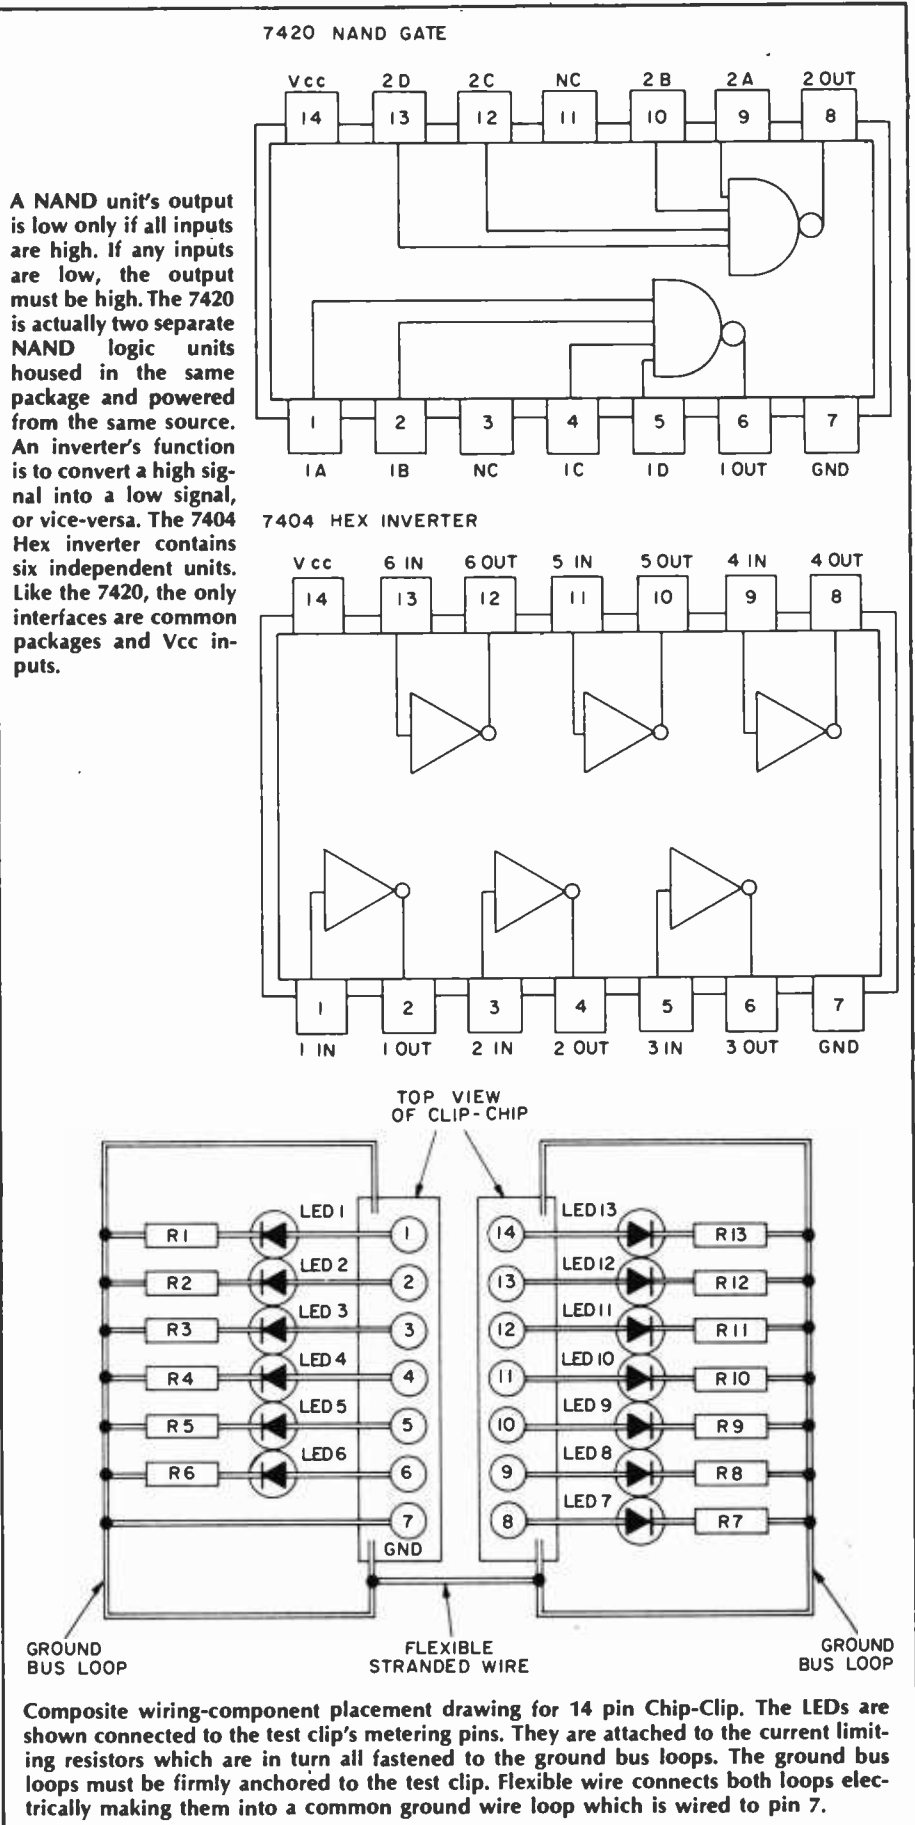 7420 NAND GATE
Vcc 2D 2C NC 2B 2A 2 OUT
14 13 12 11 10 9 8
1 2 3 4 5 6 7
1A 1B NC 1C 1D 1 OUT GND
A NAND unit's output
is low only if all inputs
are high. If any inputs
are low, the output
must be high. The 7420
is actually two separate
NAND logic units
housed in the same
package and powered
from the same source.
An inverter's function
is to convert a high sig-
nal into a low signal,
or vice-versa. The 7404
Hex inverter contains
six independent units.
Like the 7420, the only
interfaces are common
packages and Vcc in-
puts.
7404 HEX INVERTER
Vcc 6 IN 6 OUT 5 IN 5 OUT 4 IN 4 OUT
14 13 12 11 10 9 8
1 2 3 4 5 6 7
1 IN 1 OUT 2 IN 2 OUT 3 IN 3 OUT GND
TOP VIEW
OF CLIP-CHIP
R1 LED 1 1 14 LED 13 R13
R2 LED 2 2 13 LED 12 R12
R3 LED 3 3 12 LED 11 R11
R4 LED 4 4 11 LED 10 R10
R5 LED 5 5 10 LED 9 R9
R6 LED 6 6 9 LED 8 R8
7 8 LED 7 R7
GND
GROUND
BUS LOOP
FLEXIBLE
STRANDED WIRE
GROUND
BUS LOOP
Composite wiring-component placement drawing for 14 pin Chip-Clip. The LEDs are
shown connected to the test clip's metering pins. They are attached to the current limit-
ing resistors which are in turn all fastened to the ground bus loops. The ground bus
loops must be firmly anchored to the test clip. Flexible wire connects both loops elec-
trically making them into a common ground wire loop which is wired to pin 7.